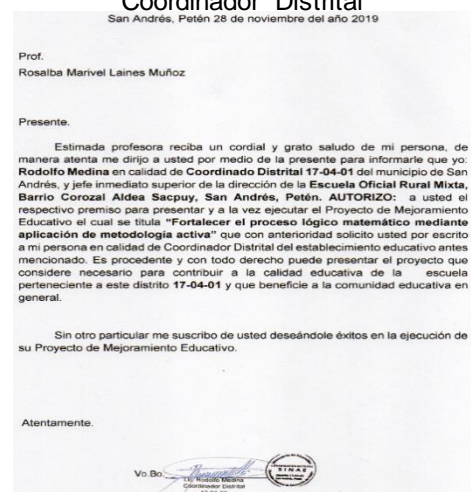 Coordinador Distrital
San Andrés, Petén 28 de noviembre del año 2019
Prof.
Rosalba Marivel Laines Muñoz
Presente.
Estimada profesora reciba un cordial y grato saludo de mi persona, de
manera atenta me dirijo a usted por medio de la presente para informarle que yo:
Rodolfo Medina en calidad de Coordinado Distrital 17-04-01 del municipio de San
Andrés, y jefe inmediato superior de la dirección de la Escuela Oficial Rural Mixta,
Barrio Corozal Aldea Sacpuy, San Andrés, Petén. AUTORIZO: a usted el
respectivo premiso para presentar y a la vez ejecutar el Proyecto de Mejoramiento
Educativo el cual se titula "Fortalecer el proceso lógico matemático mediante
aplicación de metodología activa" que con anterioridad solicito usted por escrito
a mi persona en calidad de Coordinador Distrital del establecimiento educativo antes
mencionado. Es procedente y con todo derecho puede presentar el proyecto que
considere necesario para contribuir a la calidad educativa de la escuela
perteneciente a este distrito 17-04-01 y que beneficie a la comunidad educativa en
general.
Sin otro particular me suscribo de usted deseándole éxitos en la ejecución de
su Proyecto de Mejoramiento Educativo.
Atentamente.
Vo.Bo.
Lic. Rodolfo Medina
Coordinador Distrital
SINAE